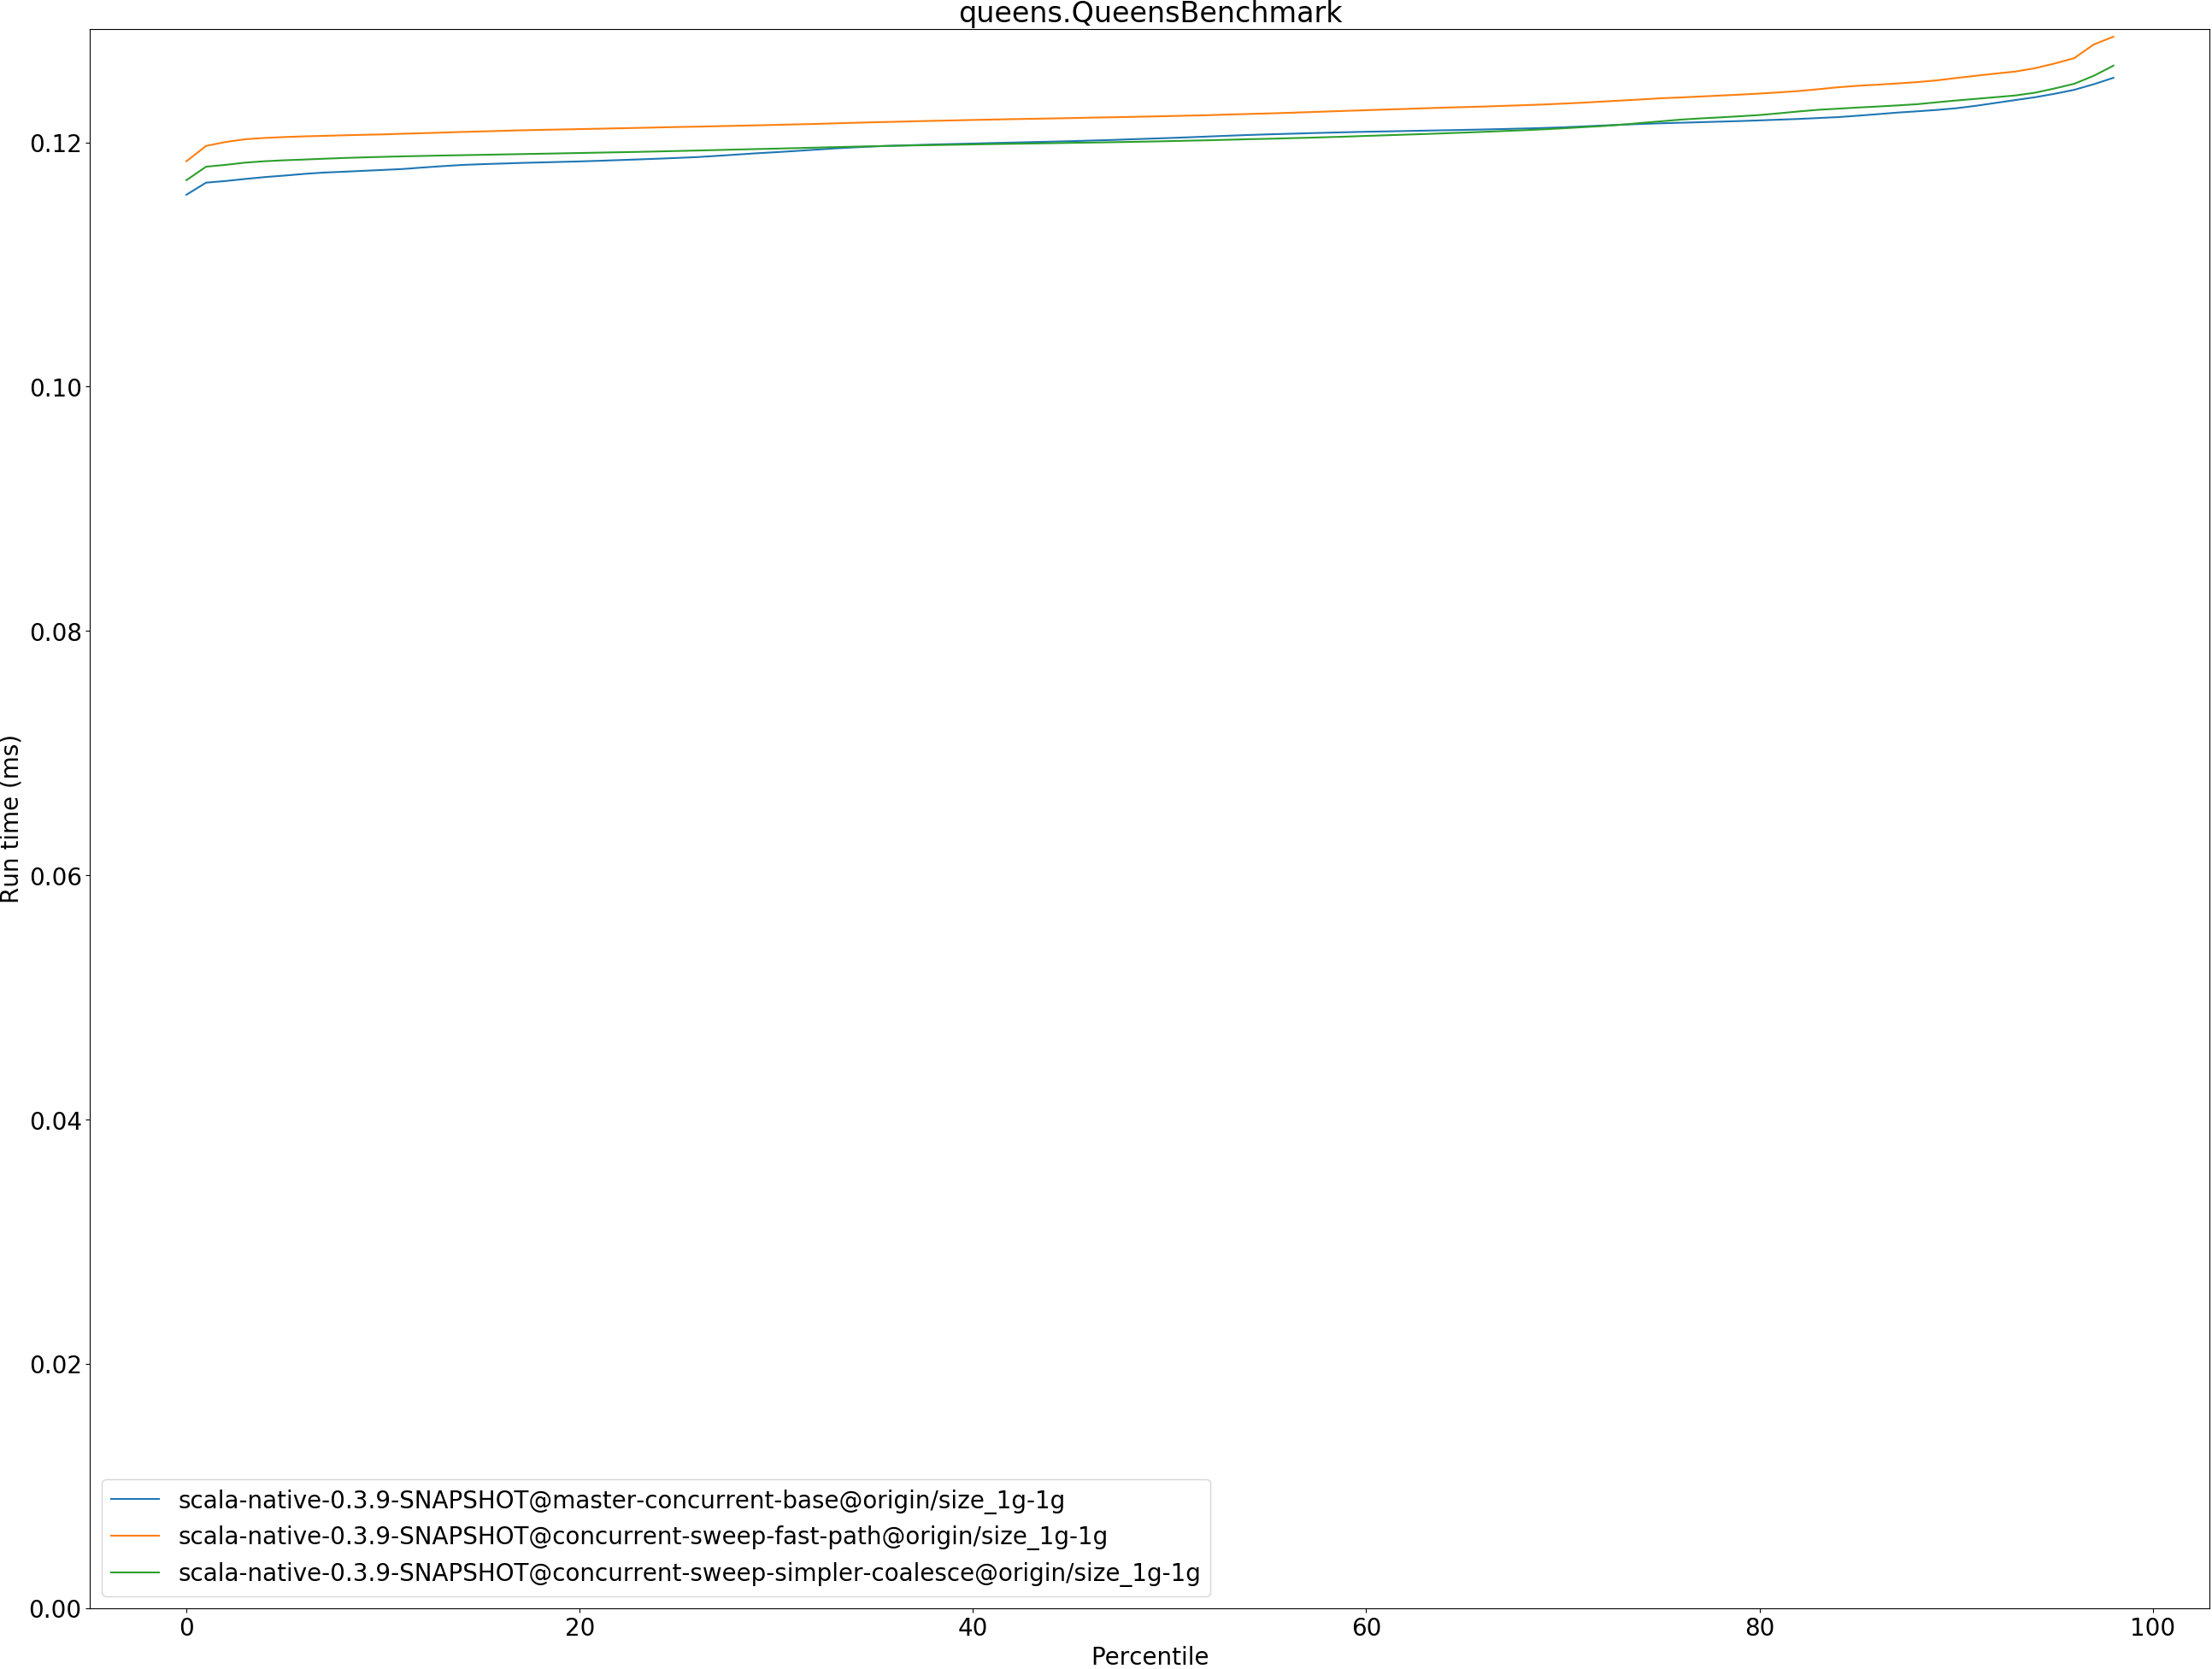 queens.QueensBenchmark
0.12
0.10
0.08
0.06
0.04
0.02
0.00
Run time (ms)
scala-native-0.3.9-SNAPSHOT@master-concurrent-base@origin/size_1g-1g
scala-native-0.3.9-SNAPSHOT@concurrent-sweep-fast-path@origin/size_1g-1g
scala-native-0.3.9-SNAPSHOT@concurrent-sweep-simpler-coalesce@origin/size_1g-1g
0 20 40 60 80 100
Percentile